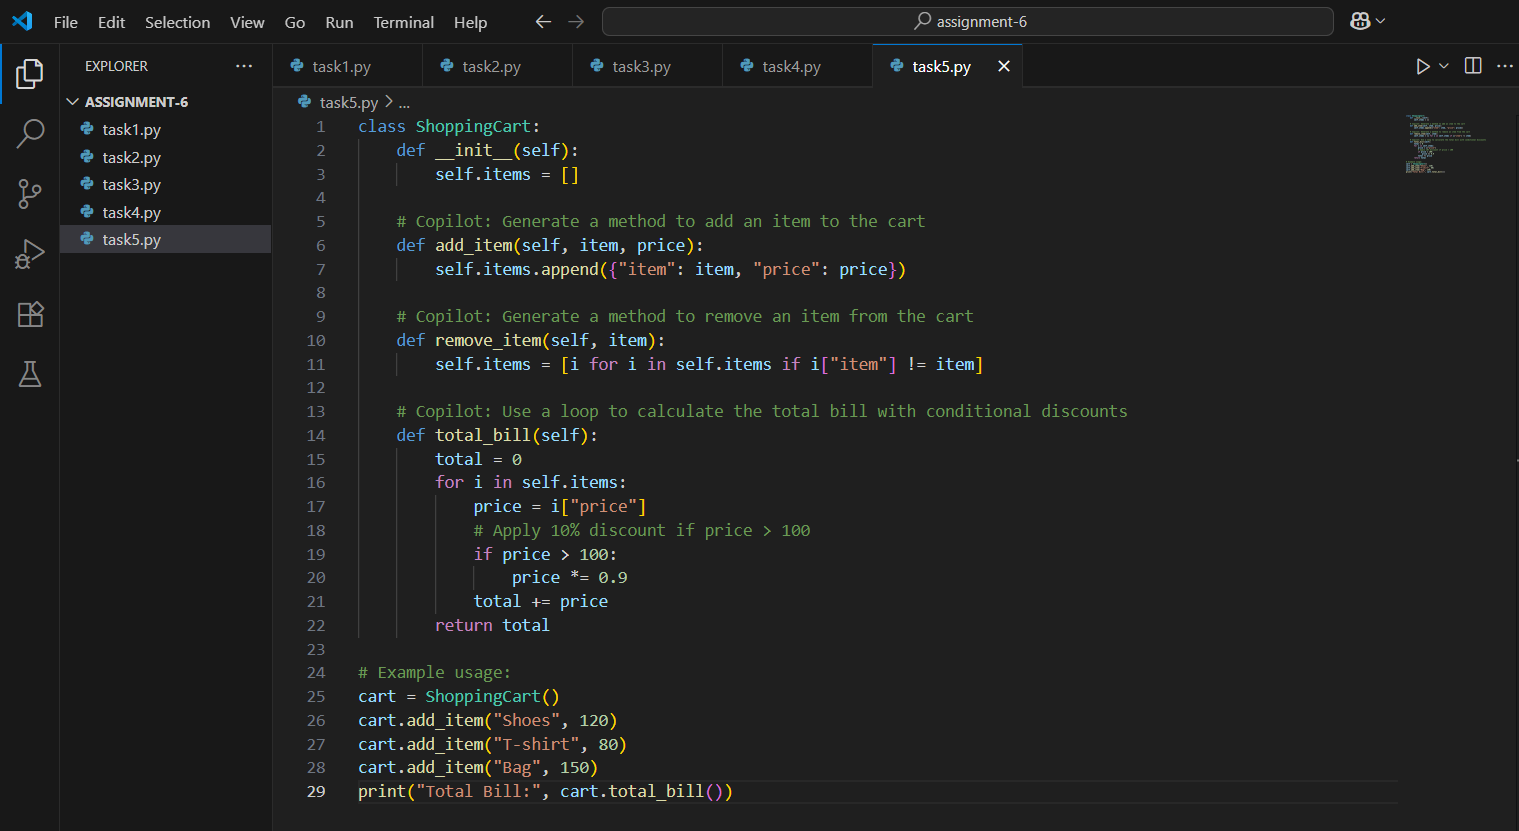 File Edit Selection View Go Run Terminal Help assignment-6
EXPLORER
ASSIGNMENT-6
task1.py
task2.py
task3.py
task4.py
task5.py
task1.py task2.py task3.py task4.py task5.py
task5.py > ...
1 class ShoppingCart:
2     def __init__(self):
3         self.items = []
4
5     # Copilot: Generate a method to add an item to the cart
6     def add_item(self, item, price):
7         self.items.append({"item": item, "price": price})
8
9     # Copilot: Generate a method to remove an item from the cart
10     def remove_item(self, item):
11         self.items = [i for i in self.items if i["item"] != item]
12
13     # Copilot: Use a loop to calculate the total bill with conditional discounts
14     def total_bill(self):
15         total = 0
16         for i in self.items:
17             price = i["price"]
18             # Apply 10% discount if price > 100
19             if price > 100:
20                 price *= 0.9
21             total += price
22         return total
23
24 # Example usage:
25 cart = ShoppingCart()
26 cart.add_item("Shoes", 120)
27 cart.add_item("T-shirt", 80)
28 cart.add_item("Bag", 150)
29 print("Total Bill:", cart.total_bill())